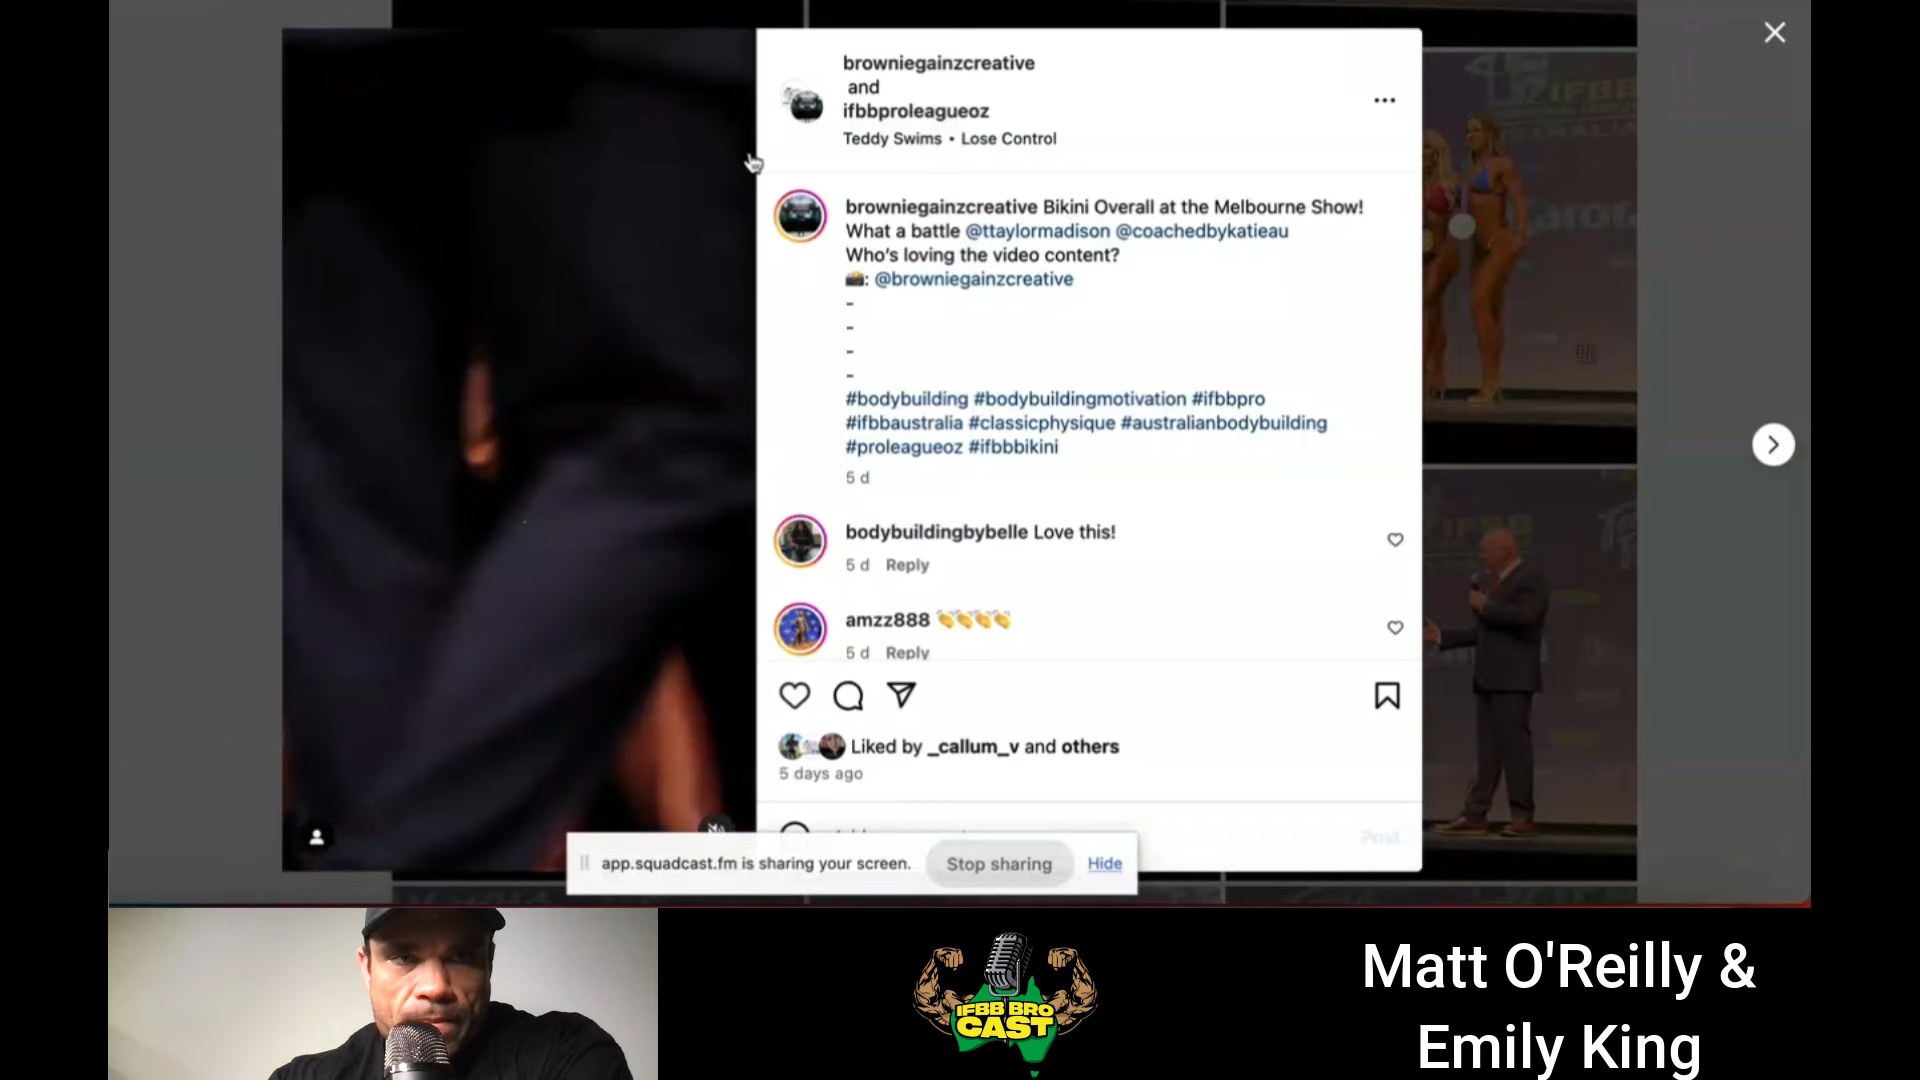 browniegainzcreative
and
ifbbproleagueoz
Teddy Swims • Lose Control
browniegainzcreative Bikini Overall at the Melbourne Show!
What a battle @ttaylormadison @coachedbykatieau
Who's loving the video content?
📸: @browniegainzcreative
-
-
-
-
#bodybuilding #bodybuildingmotivation #ifbbpro
#ifbbaustralia #classicphysique #australianbodybuilding
#proleagueoz #ifbbbikini
5 d
bodybuildingbybelle Love this!
5 d Reply
amzz888 👏👏👏👏
5 d Reply
Liked by _callum_v and others
5 days ago
Post
app.squadcast.fm is sharing your screen.
Stop sharing
Hide
IFBB
IFBB
IFBB BRO
CAST
Matt O'Reilly &
Emily King